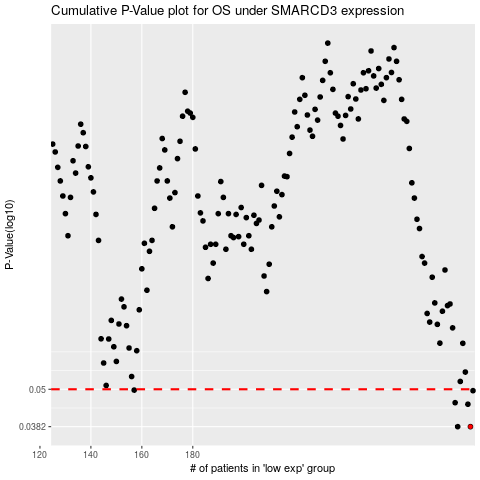 Cumulative P-Value plot for OS under SMARCD3 expression
P-Value(log10)
0.05
0.0382
120 140 160 180
# of patients in 'low exp' group